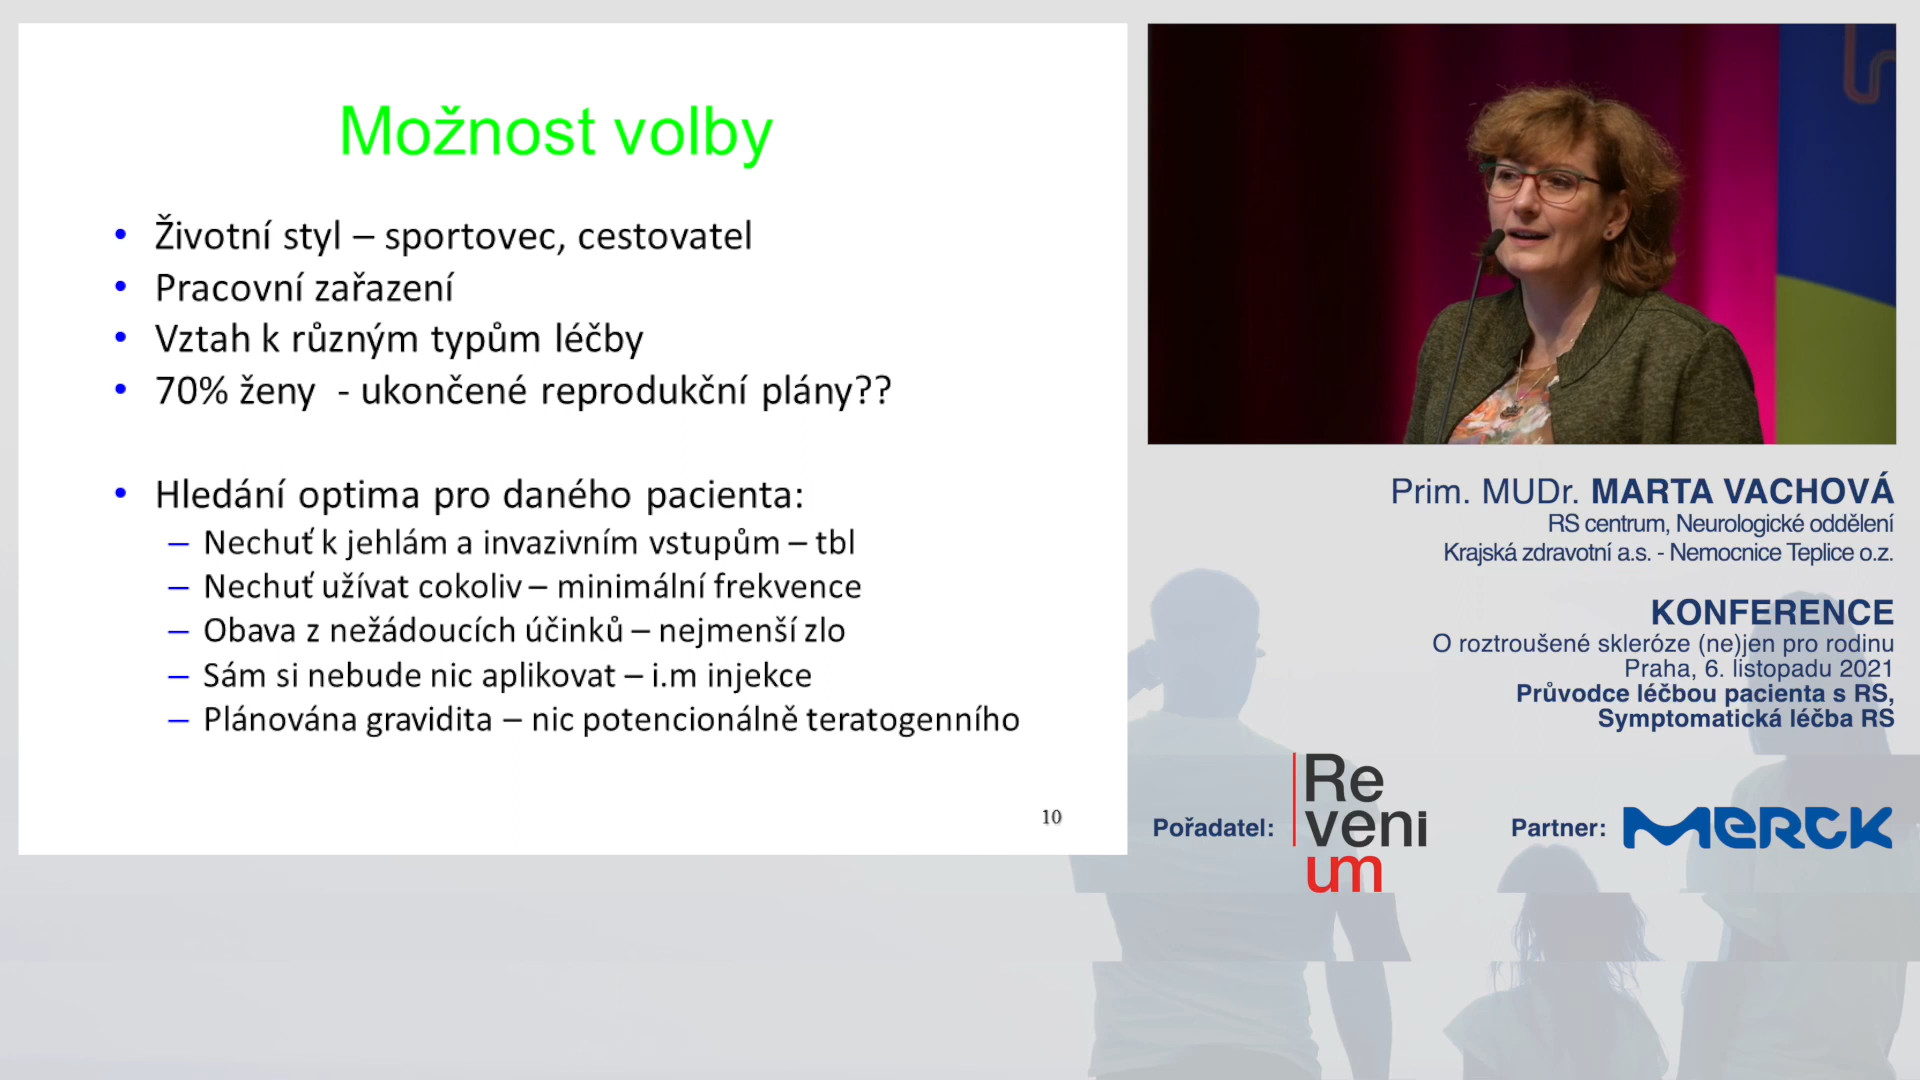 Možnost volby
• Životní styl – sportovec, cestovatel
• Pracovní zařazení
• Vztah k různým typům léčby
• 70% ženy - ukončené reprodukční plány??
• Hledání optima pro daného pacienta:
– Nechuť k jehlám a invazivním vstupům – tbl
– Nechuť užívat cokoliv – minimální frekvence
– Obava z nežádoucích účinků – nejmenší zlo
– Sám si nebude nic aplikovat – i.m injekce
– Plánována gravidita – nic potencionálně teratogenního
10
Prim. MUDr. MARTA VACHOVÁ
RS centrum, Neurologické oddělení
Krajská zdravotní a.s. - Nemocnice Teplice o.z.
KONFERENCE
O roztroušené skleróze (ne)jen pro rodinu
Praha, 6. listopadu 2021
Průvodce léčbou pacienta s RS,
Symptomatická léčba RS
Pořadatel:
Re
veni
um
Partner:
MERCK